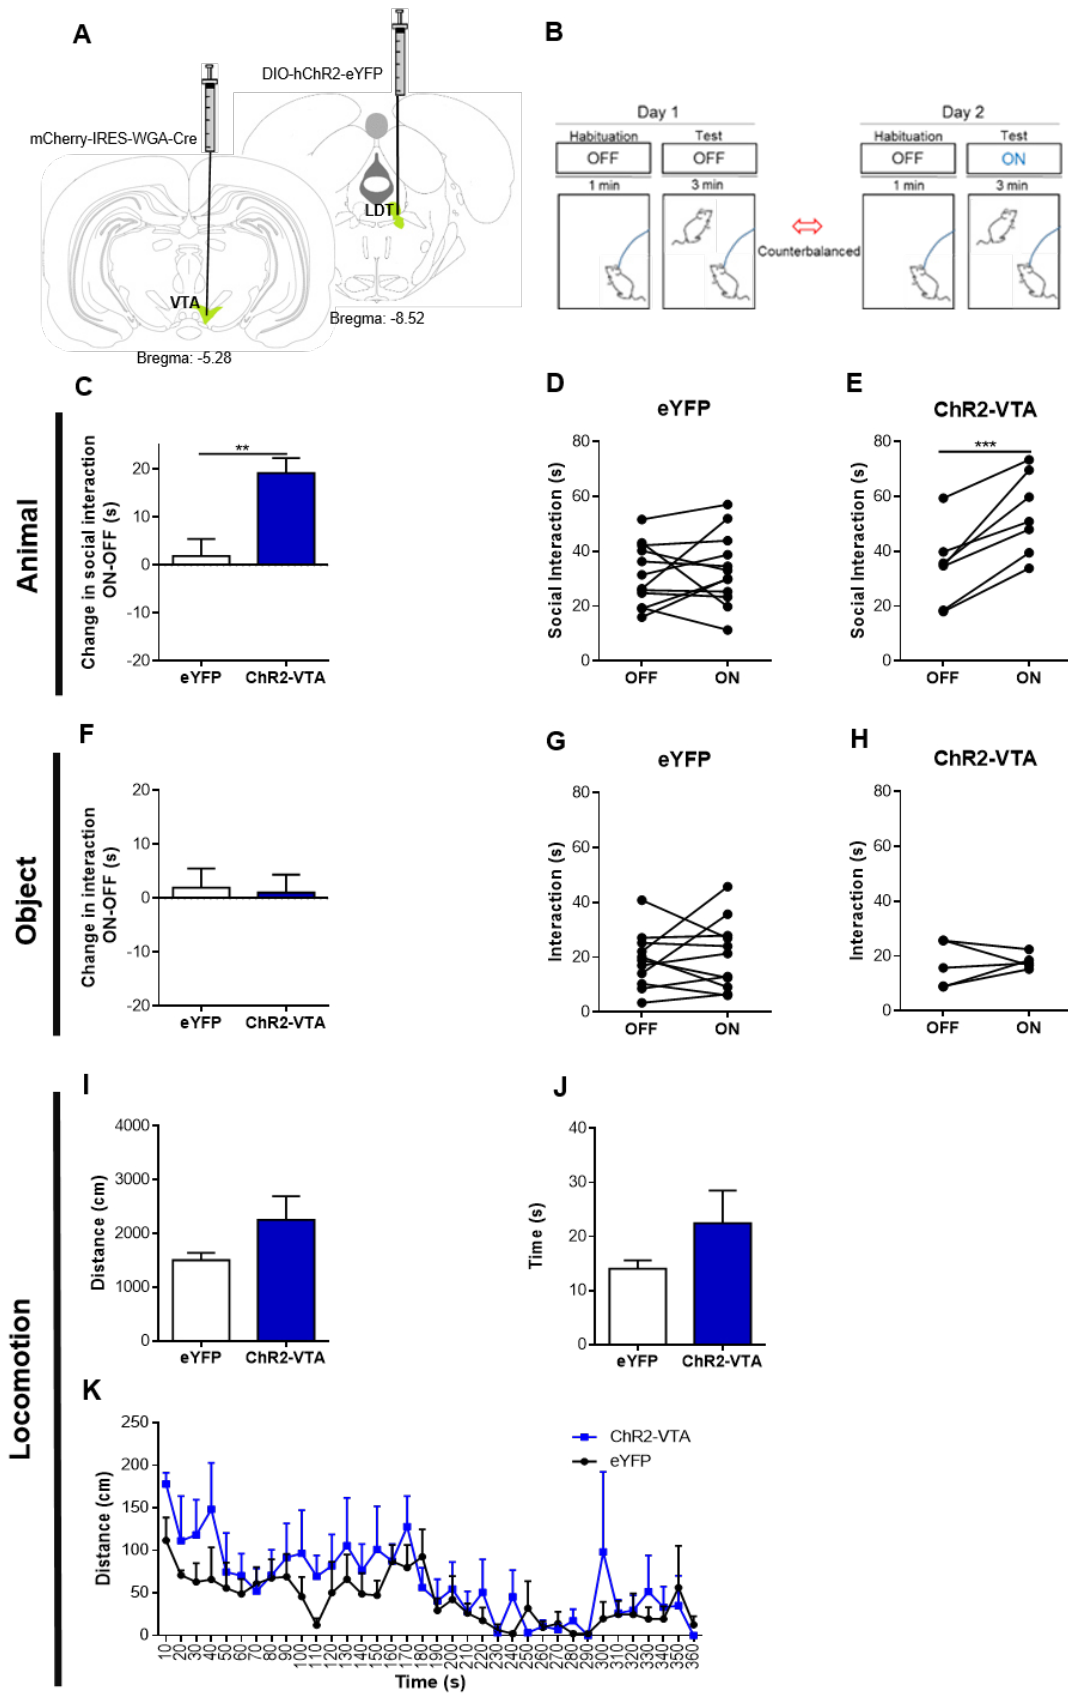 A
DIO-hChR2-eYFP
mCherry-IRES-WGA-Cre
LDT
VTA
Bregma: -8.52
Bregma: -5.28
B
Day 1
Day 2
Habituation
Test
Habituation
Test
OFF
OFF
OFF
ON
1 min
3 min
1 min
3 min
Counterbalanced
Animal
C
Change in social interaction
ON-OFF (s)
20
10
0
-10
-20
**
eYFP
ChR2-VTA
D
eYFP
Social Interaction (s)
80
60
40
20
0
OFF
ON
E
ChR2-VTA
***
Social Interaction (s)
80
60
40
20
0
OFF
ON
Object
F
Change in interaction
ON-OFF (s)
20
10
0
-10
-20
eYFP
ChR2-VTA
G
eYFP
Interaction (s)
80
60
40
20
0
OFF
ON
H
ChR2-VTA
Interaction (s)
80
60
40
20
0
OFF
ON
Locomotion
I
Distance (cm)
4000
3000
2000
1000
0
eYFP
ChR2-VTA
J
Time (s)
40
30
20
10
0
eYFP
ChR2-VTA
K
Distance (cm)
250
200
150
100
50
0
ChR2-VTA
eYFP
10 20 30 40 50 60 70 80 90 100 110 120 130 140 150 160 170 180 190 200 210 220 230 240 250 260 270 280 290 300 310 320 330 340 350 360
Time (s)